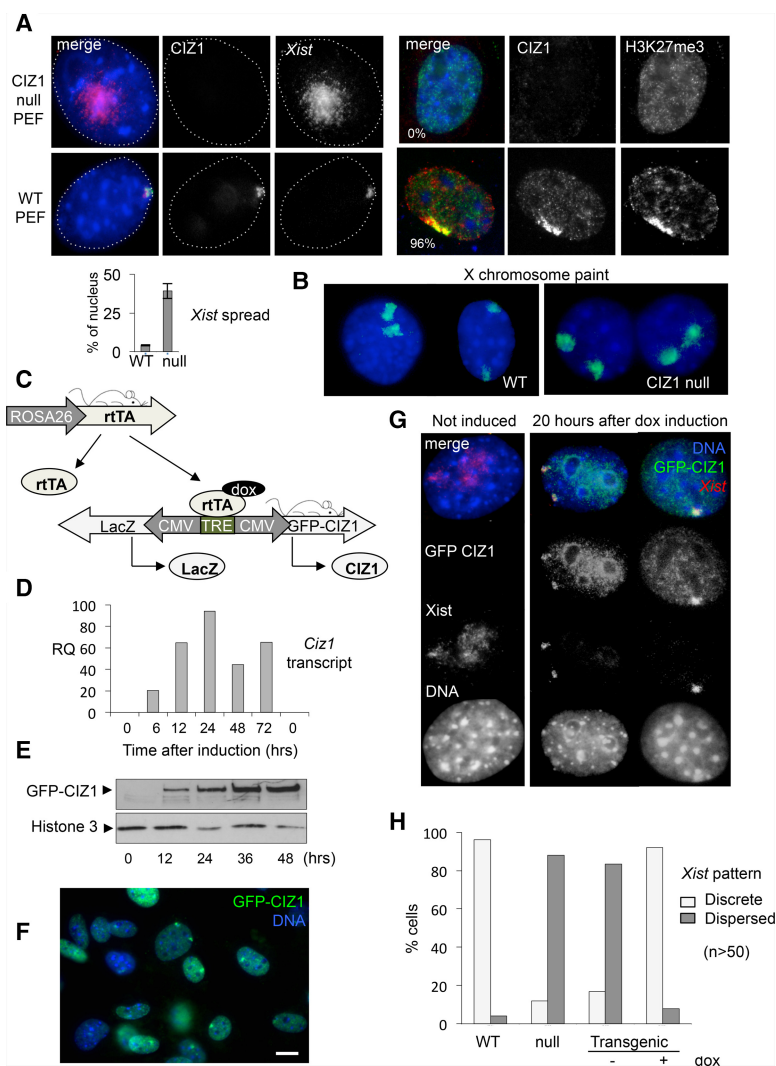 A
merge
CIZ1
Xist
merge
CIZ1
H3K27me3
CIZ1
null
PEF
0%
WT
PEF
96%
% of nucleus
50
25
0
WT
null
Xist spread
B
X chromosome paint
WT
CIZ1 null
C
ROSA26
rtTA
rtTA
dox
rtTA
LacZ
CMV
TRE
CMV
GFP-CIZ1
LacZ
CIZ1
D
RQ
100
80
60
40
20
0
Ciz1
transcript
0 6 12 24 48 72 0
Time after induction (hrs)
E
GFP-CIZ1
Histone 3
0 12 24 36 48 (hrs)
F
GFP-CIZ1
DNA
G
Not induced
20 hours after dox induction
merge
DNA
GFP-CIZ1
Xist
GFP CIZ1
Xist
DNA
H
% cells
100
80
60
40
20
0
Xist pattern
Discrete
Dispersed
(n>50)
WT
null
Transgenic
- + dox